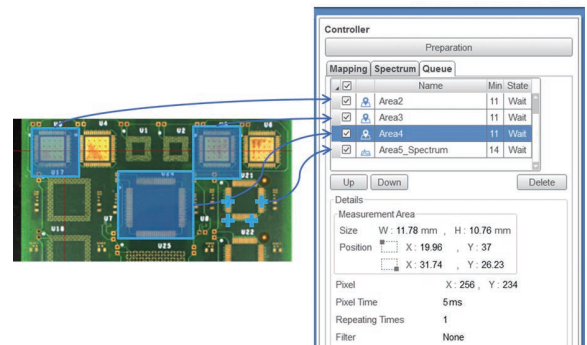 Controller
Preparation
Mapping Spectrum Queue
Name Min State
Area2 11 Wait
Area3 11 Wait
Area4 11 Wait
Area5_Spectrum 14 Wait
Up Down Delete
Details
Measurement Area
Size W : 11.78 mm , H : 10.76 mm
Position X : 19.96 , Y : 37
X : 31.74 , Y : 26.23
Pixel X : 256 , Y : 234
Pixel Time 5ms
Repeating Times 1
Filter None
U4 U1 U2 U6
U17
U7 U8
U18 U22
U25